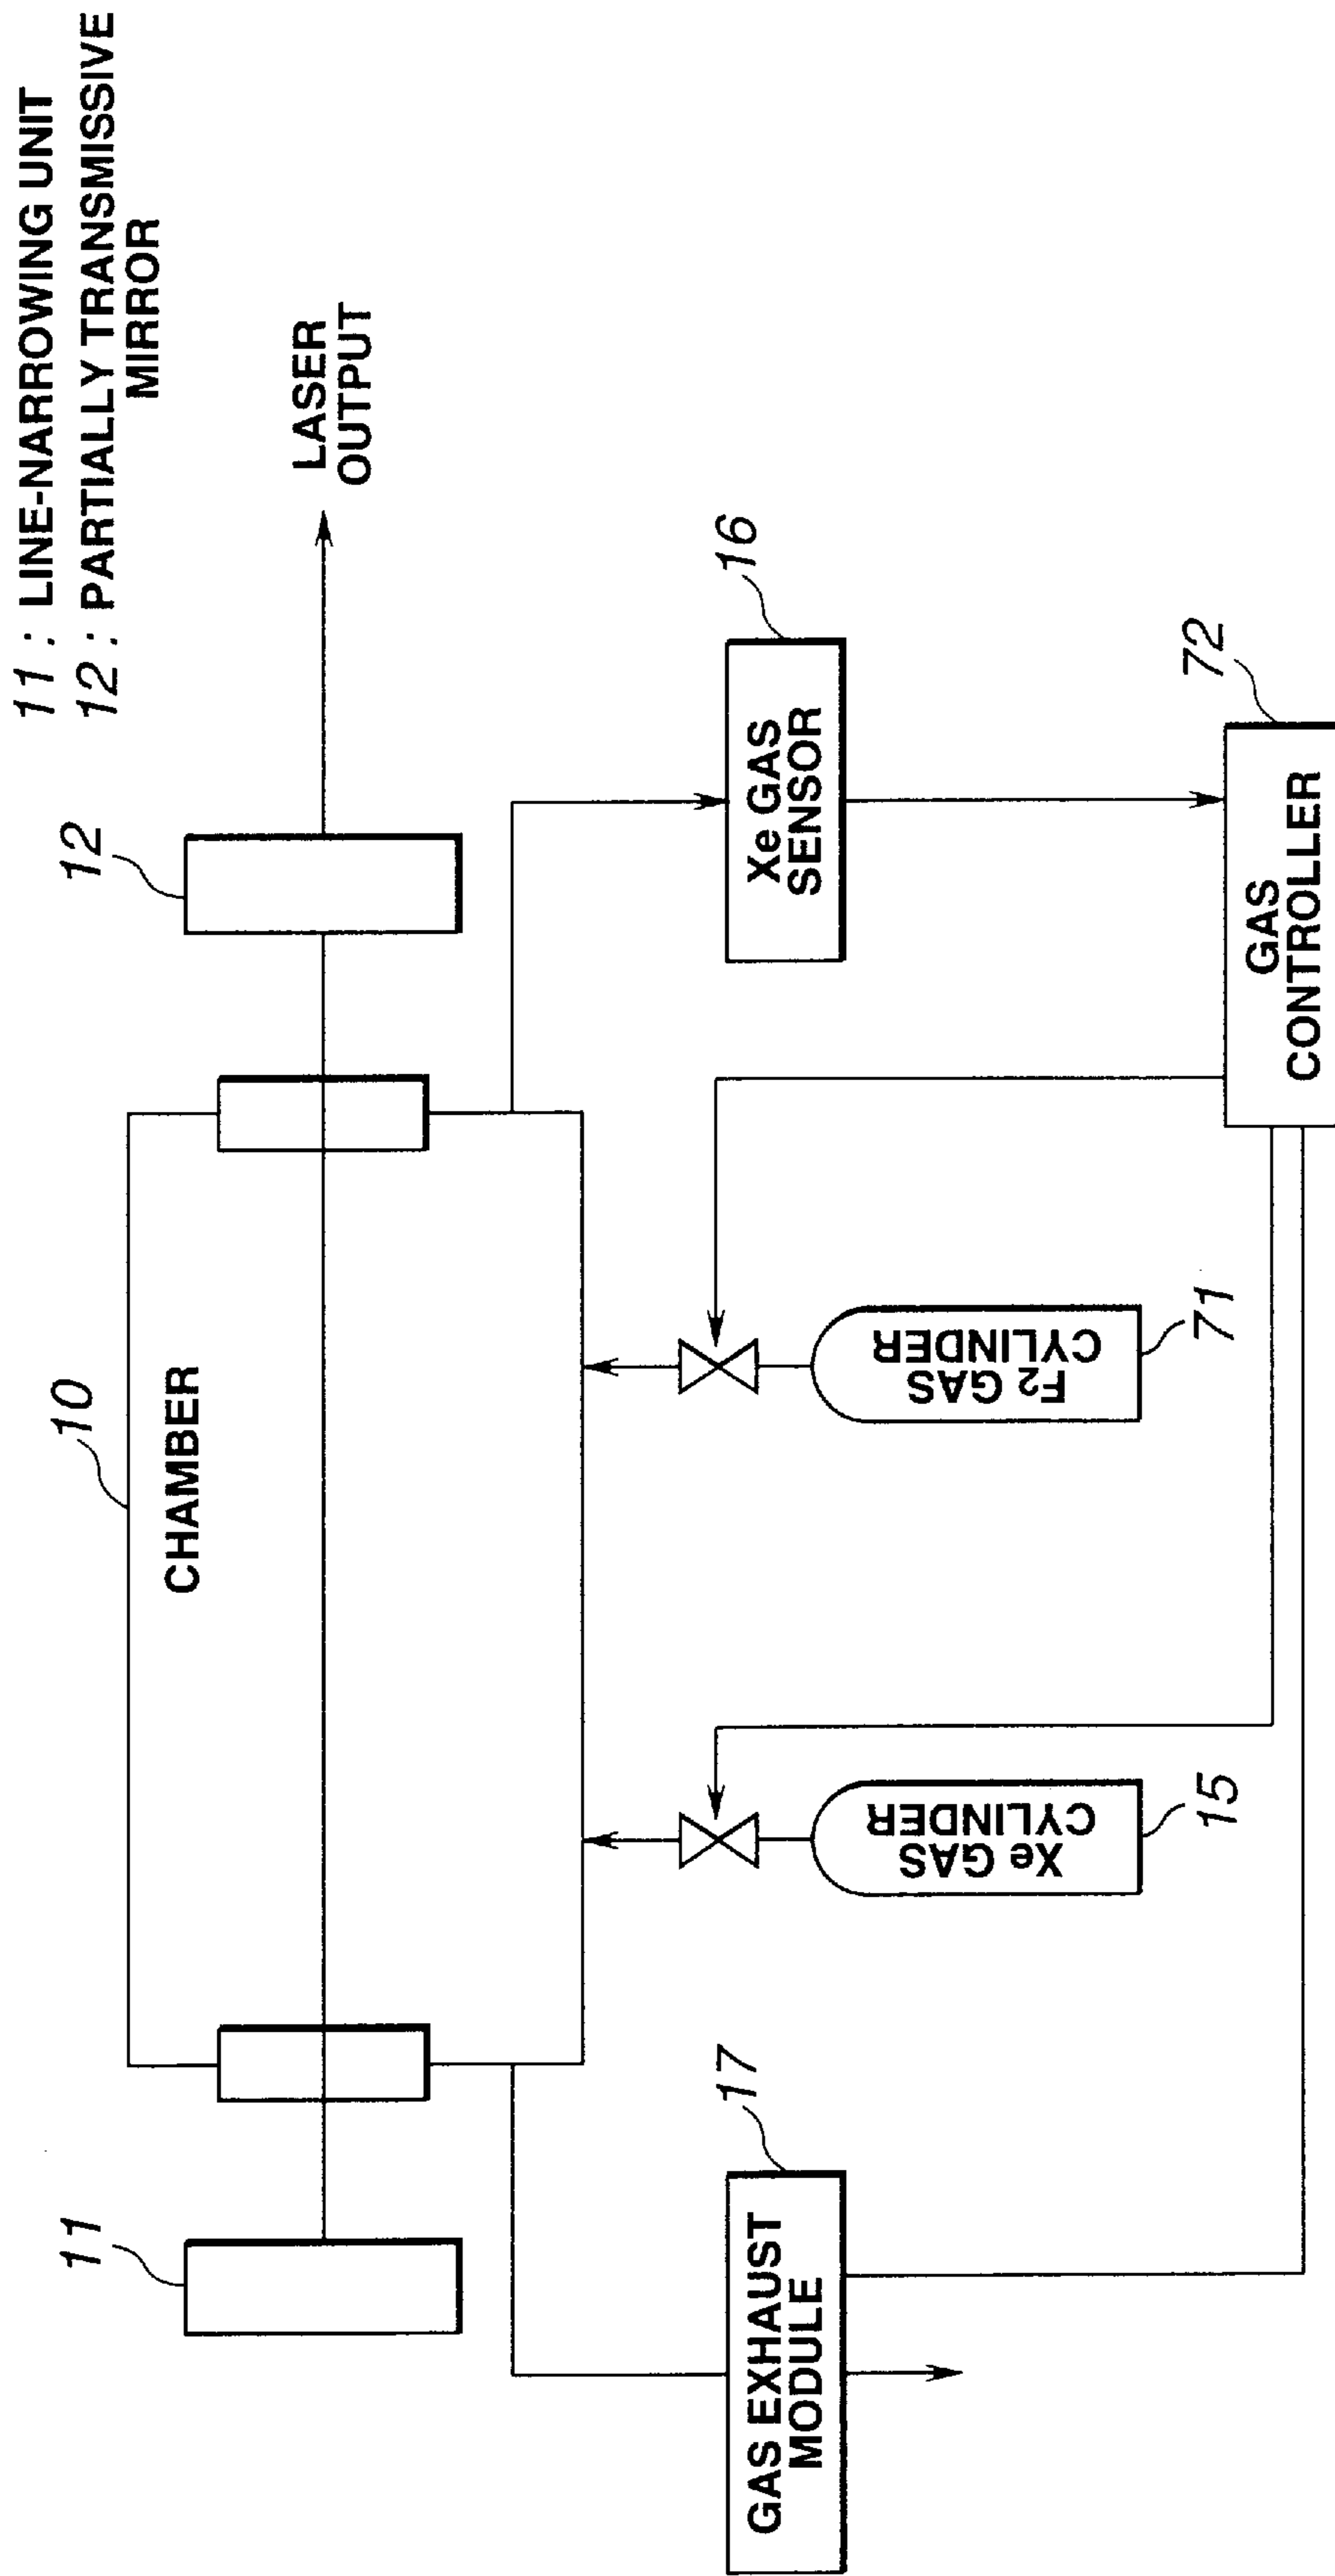 11 : LINE-NARROWING UNIT
12 : PARTIALLY TRANSMISSIVE
MIRROR
11
10
12
CHAMBER
LASER
OUTPUT
17
GAS EXHAUST
MODULE
Xe GAS
CYLINDER
15
F2 GAS
CYLINDER
71
16
Xe GAS
SENSOR
72
GAS
CONTROLLER